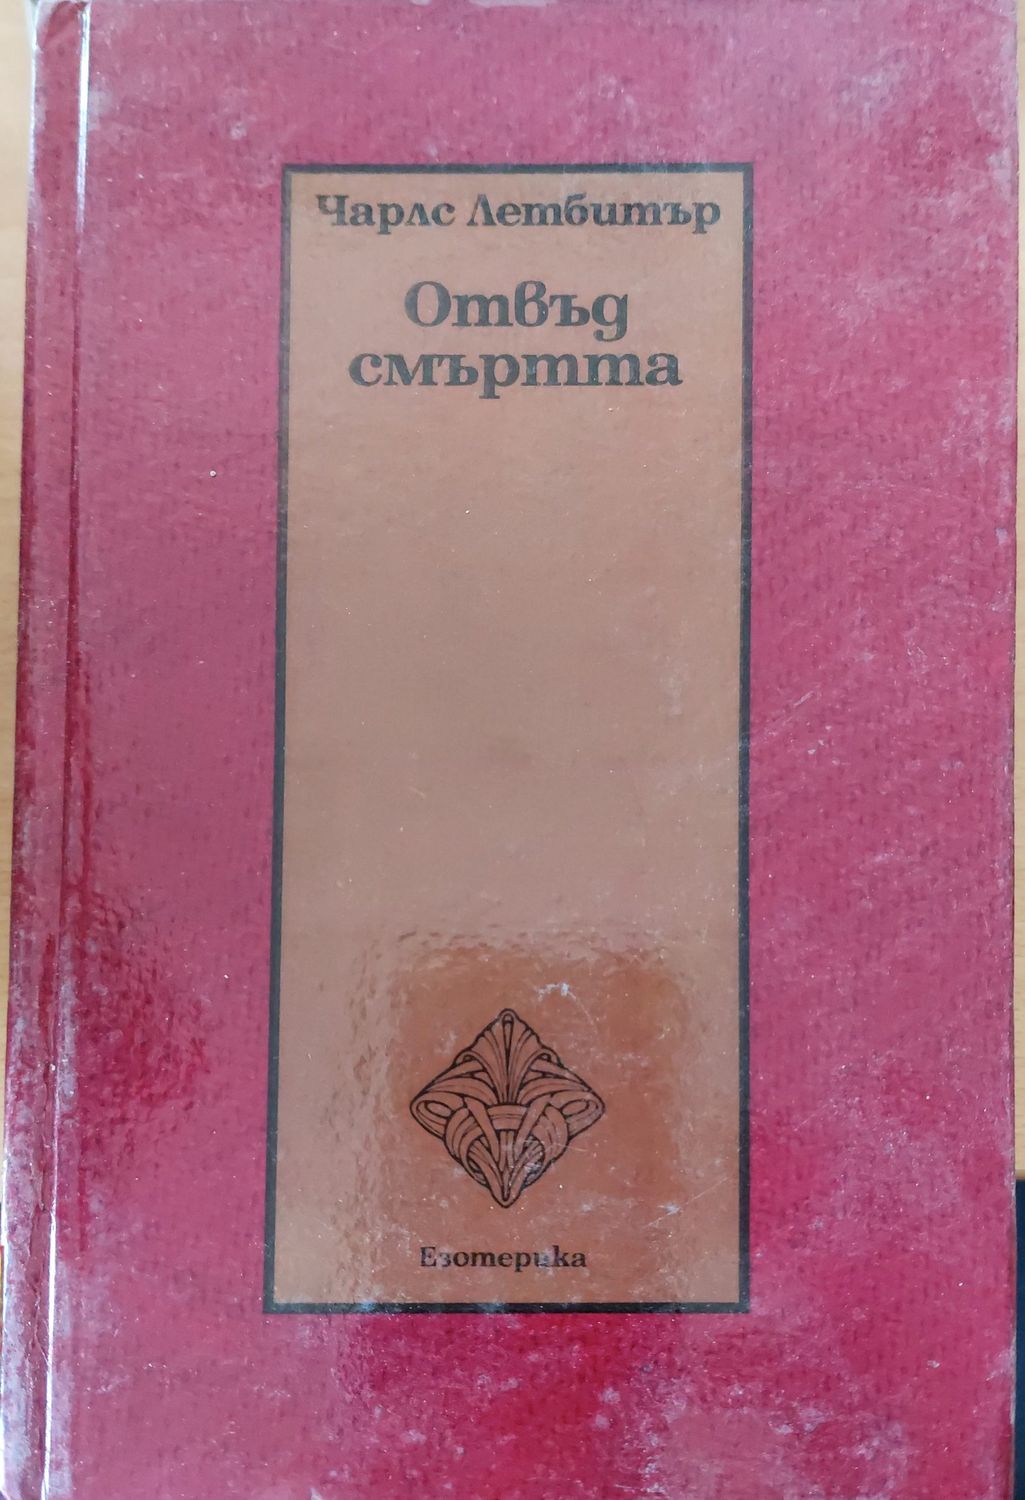 Чарлс Летбитър
Отвъд
смъртта
Езотерика